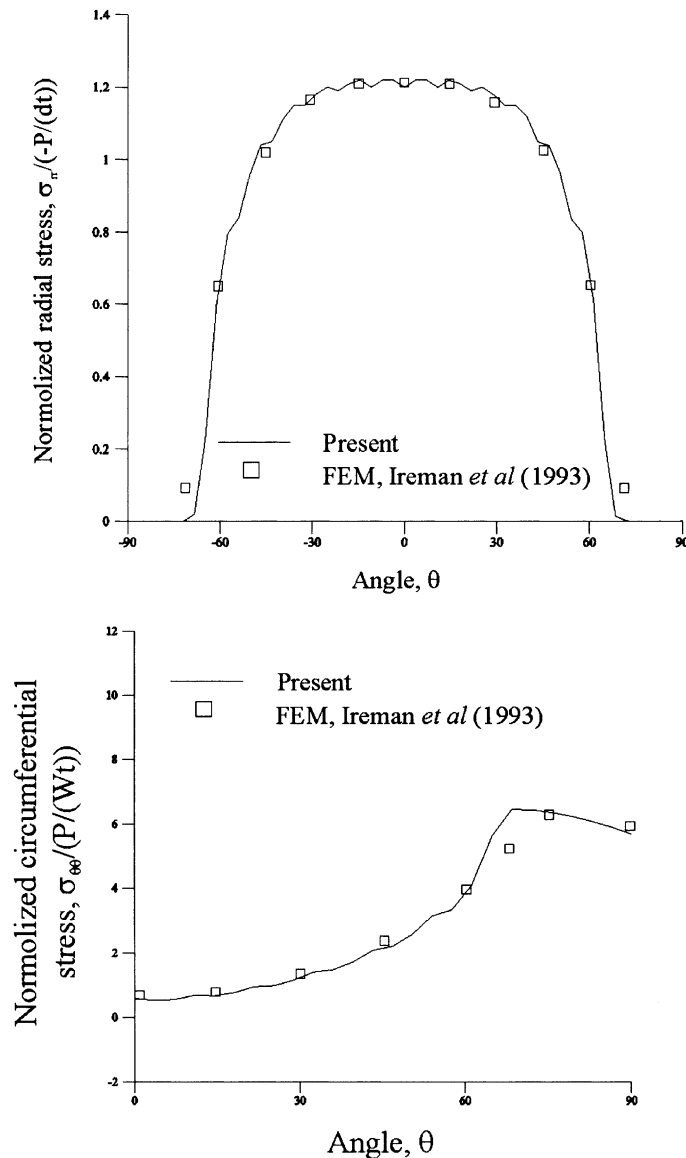 Normolized radial stress, σrr/(-P/(dt))
1.4
1.2
1
0.8
0.6
0.4
0.2
0
Present
FEM, Ireman et al (1993)
-90 -60 -30 0 30 60 90
Angle, θ
Normolized circumferential
stress, σθθ/(P/(Wt))
12
10
8
6
4
2
0
-2
Present
FEM, Ireman et al (1993)
0 30 60 90
Angle, θ